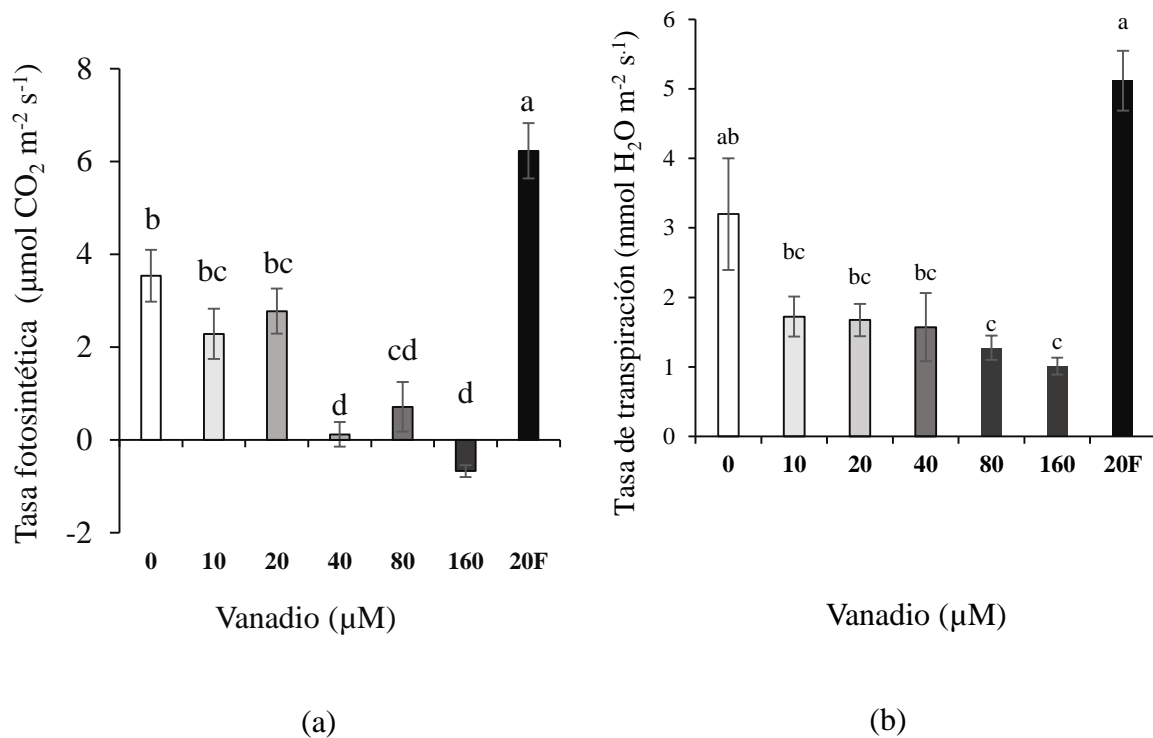 Tasa fotosintética (µmol CO₂ m⁻² s⁻¹)
8
6
4
2
0
-2
b
bc
bc
d
cd
d
a
0 10 20 40 80 160 20F
Vanadio (µM)
(a)
Tasa de transpiración (mmol H₂O m⁻² s⁻¹)
6
5
4
3
2
1
0
ab
bc
bc
bc
c
c
a
0 10 20 40 80 160 20F
Vanadio (µM)
(b)